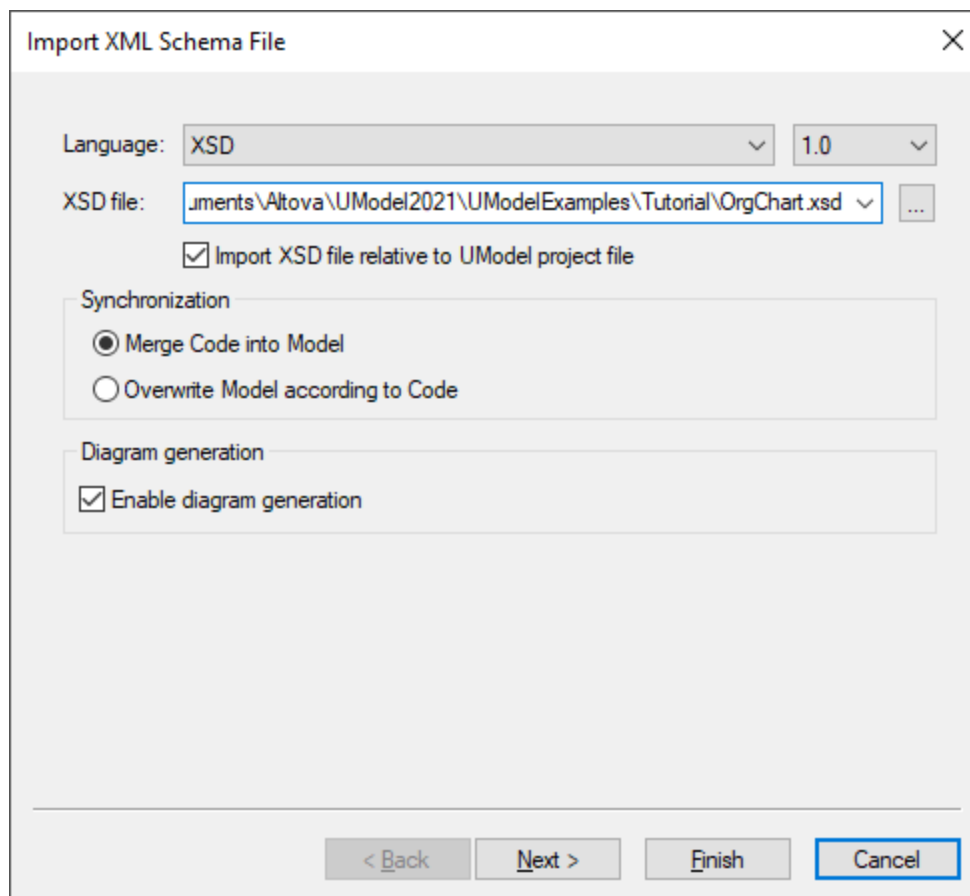 Import XML Schema File
Language: XSD 1.0
XSD file: uments\Altova\UModel2021\UModelExamples\Tutorial\OrgChart.xsd ...
Import XSD file relative to UModel project file
Synchronization
Merge Code into Model
Overwrite Model according to Code
Diagram generation
Enable diagram generation
< Back Next > Finish Cancel